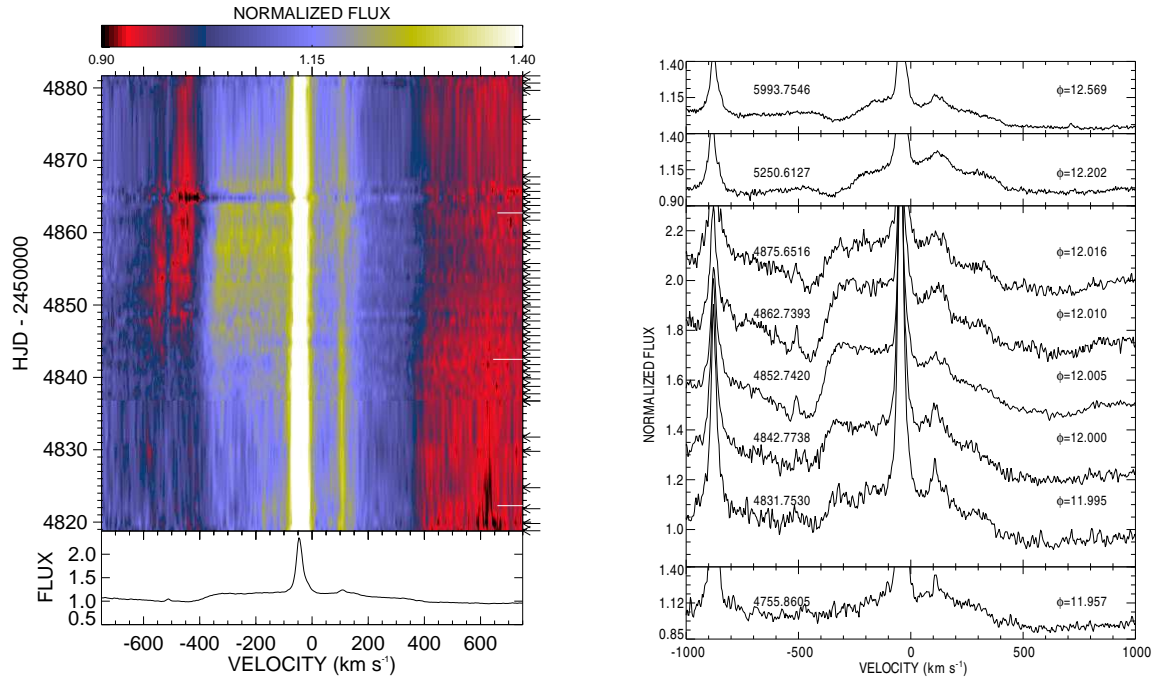 NORMALIZED FLUX
0.90 1.15 1.40
HJD - 2450000
4880
4870
4860
4850
4840
4830
4820
FLUX
2.0
1.5
1.0
0.5
-600 -400 -200 0 200 400 600
VELOCITY (km s-1)
NORMALIZED FLUX
1.40
1.15
5993.7546 ϕ=12.569
1.40
1.15
0.90
5250.6127 ϕ=12.202
2.2
2.0
1.8
1.6
1.4
1.2
1.0
4875.6516 ϕ=12.016
4862.7393 ϕ=12.010
4852.7420 ϕ=12.005
4842.7738 ϕ=12.000
4831.7530 ϕ=11.995
1.40
1.12
0.85
4755.8605 ϕ=11.957
-1000 -500 0 500 1000
VELOCITY (km s-1)